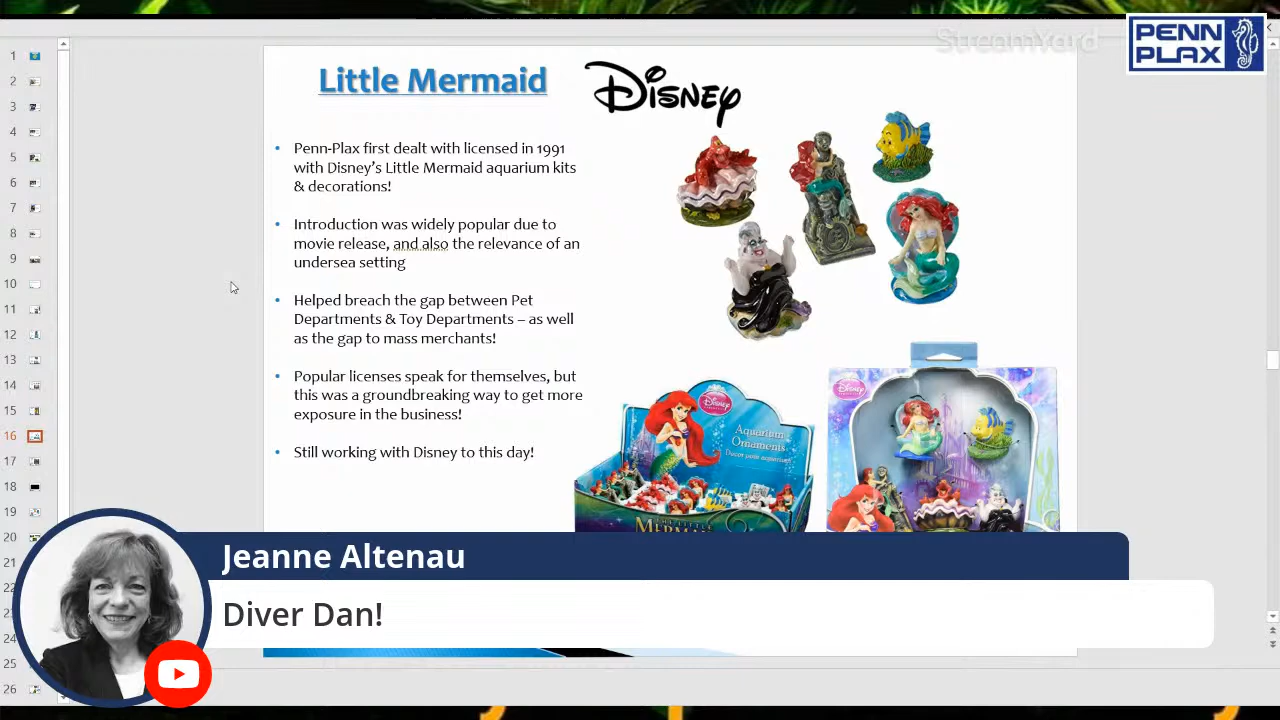 StreamYard
PENN
PLAX
Little Mermaid
Disney
• Penn-Plax first dealt with licensed in 1991
with Disney's Little Mermaid aquarium kits
& decorations!
• Introduction was widely popular due to
movie release, and also the relevance of an
undersea setting
• Helped breach the gap between Pet
Departments & Toy Departments – as well
as the gap to mass merchants!
• Popular licenses speak for themselves, but
this was a groundbreaking way to get more
exposure in the business!
• Still working with Disney to this day!
Disney
Aquarium
Ornaments
MERMAID
1
2
3
4
5
6
7
8
9
10
11
12
13
14
15
16
17
18
19
21
24
25
26
Jeanne Altenau
Diver Dan!